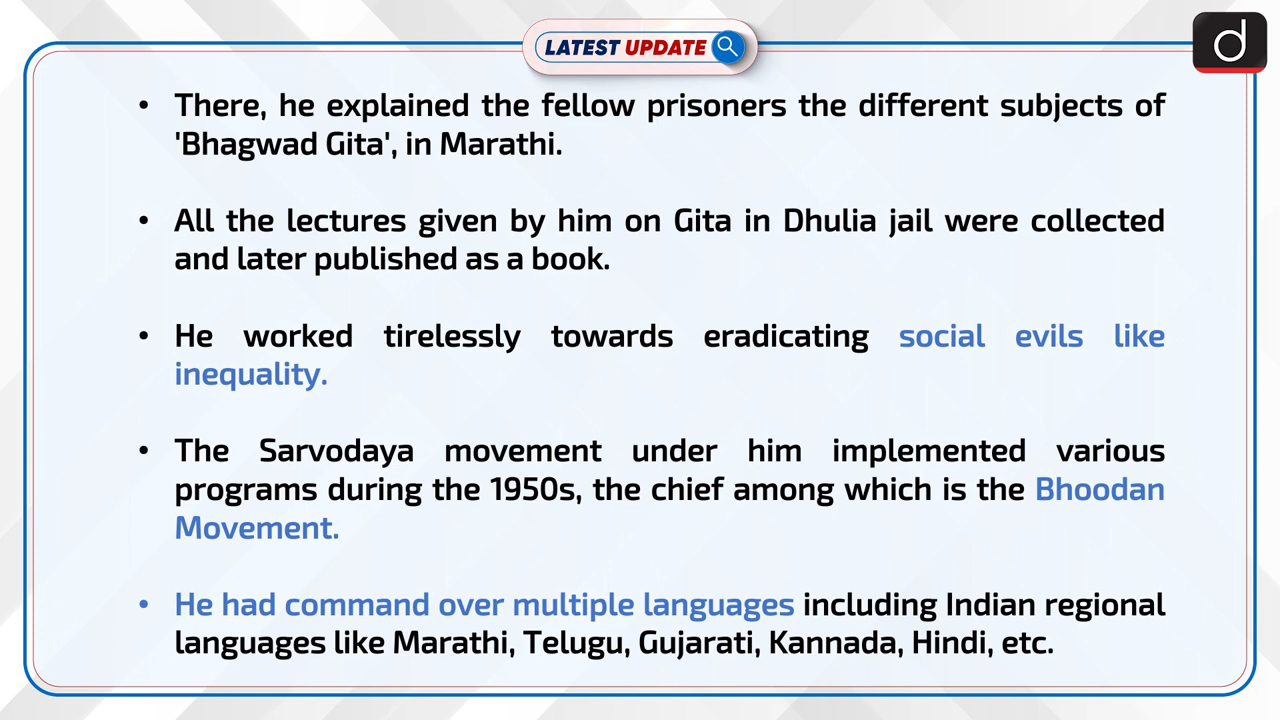 LATEST UPDATE
d
• There, he explained the fellow prisoners the different subjects of
'Bhagwad Gita', in Marathi.
• All the lectures given by him on Gita in Dhulia jail were collected
and later published as a book.
• He worked tirelessly towards eradicating social evils like
inequality.
• The Sarvodaya movement under him implemented various
programs during the 1950s, the chief among which is the Bhoodan
Movement.
• He had command over multiple languages including Indian regional
languages like Marathi, Telugu, Gujarati, Kannada, Hindi, etc.